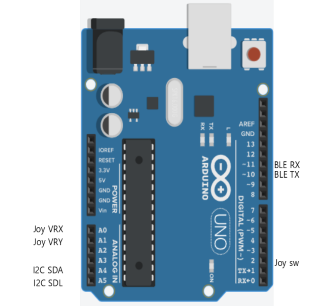 IOREF
RESET
3.3V
5V
GND
GND
Vin
POWER
A0
A1
A2
A3
A4
A5
ANALOG IN
Joy VRX
Joy VRY
I2C SDA
I2C SDL
RX
TX
L
ARDUINO
UNO
ON
AREF
GND
13
12
~11
~10
~9
8
7
~6
~5
4
~3
2
TX→1
RX←0
DIGITAL (PWM~)
BLE RX
BLE TX
Joy sw